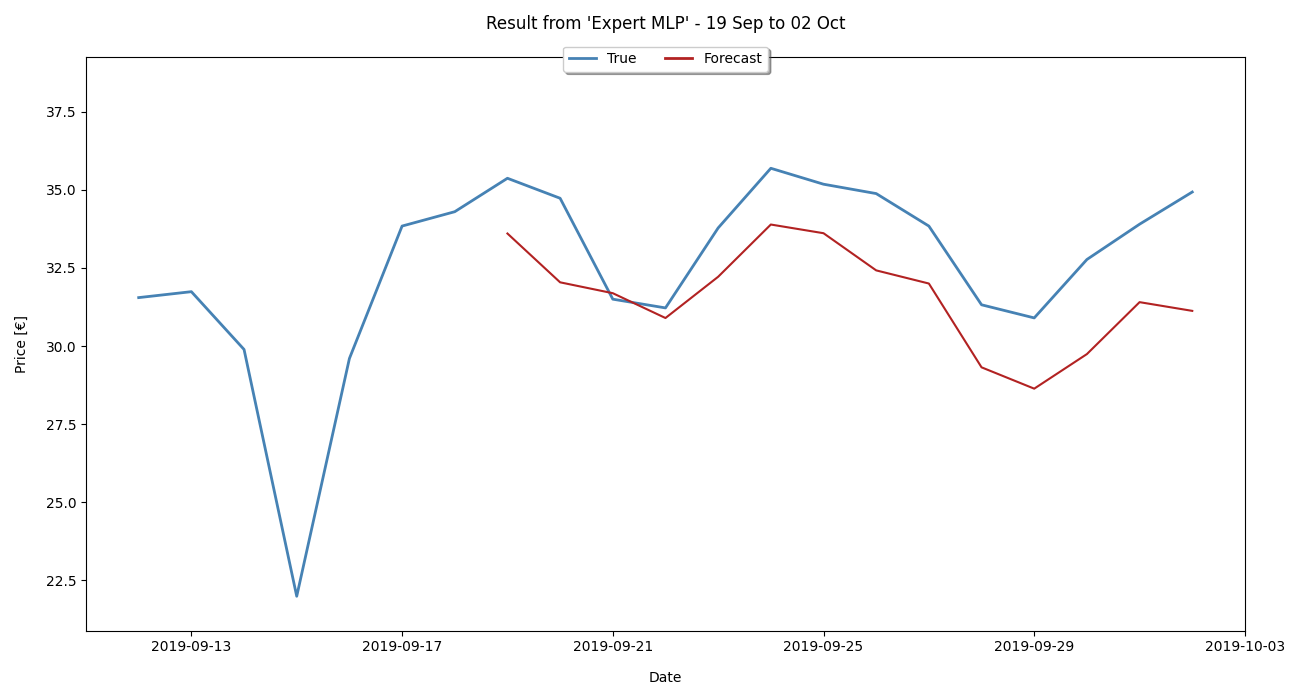 Result from 'Expert MLP' - 19 Sep to 02 Oct
True Forecast
37.5
35.0
32.5
30.0
27.5
25.0
22.5
Price [€]
2019-09-13 2019-09-17 2019-09-21 2019-09-25 2019-09-29 2019-10-03
Date